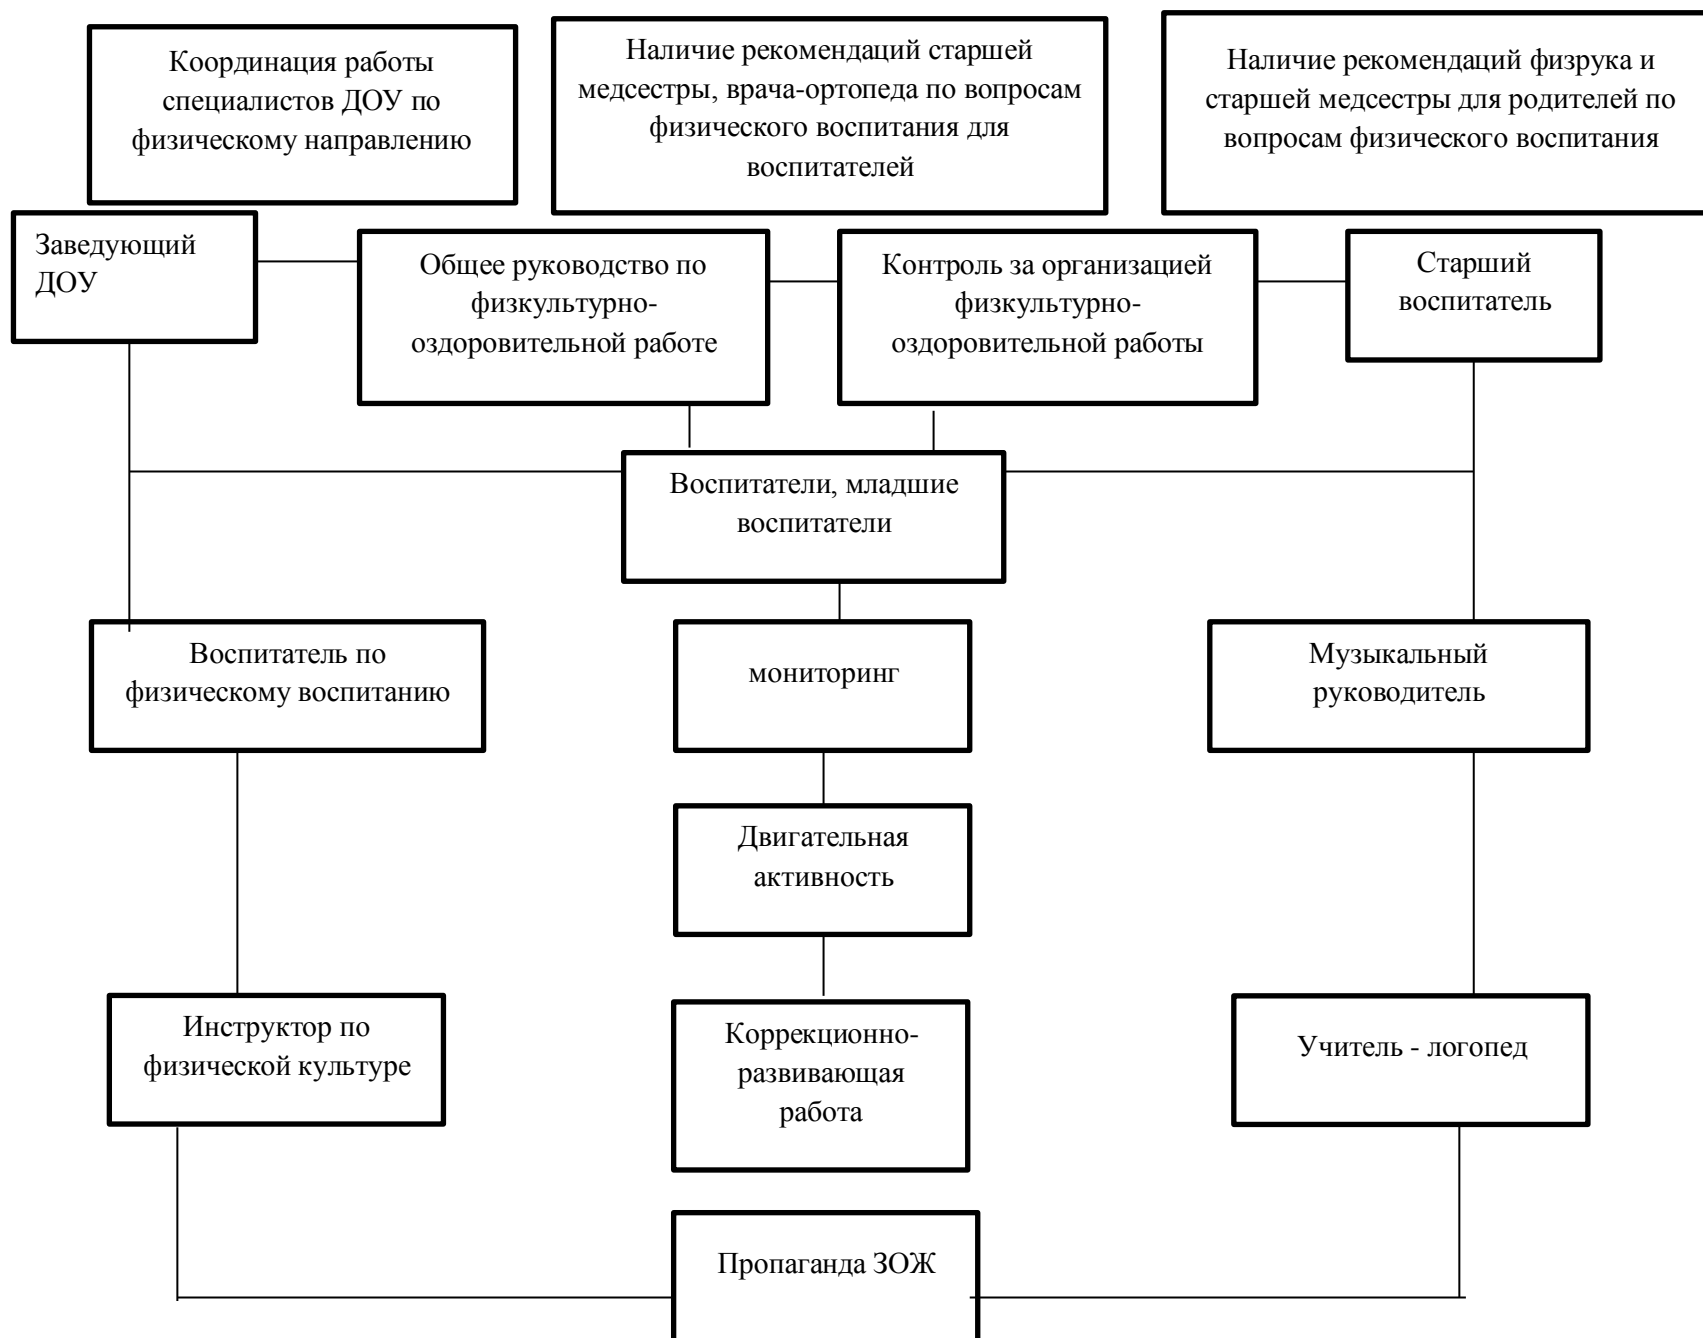 Координация работы
специалистов ДОУ по
физическому направлению
Наличие рекомендаций старшей
медсестры, врача-ортопеда по вопросам
физического воспитания для
воспитателей
Наличие рекомендаций физрука и
старшей медсестры для родителей по
вопросам физического воспитания
Заведующий
ДОУ
Общее руководство по
физкультурно-
оздоровительной работе
Контроль за организацией
физкультурно-
оздоровительной работы
Старший
воспитатель
Воспитатели, младшие
воспитатели
Воспитатель по
физическому воспитанию
мониторинг
Музыкальный
руководитель
Двигательная
активность
Инструктор по
физической культуре
Коррекционно-
развивающая
работа
Учитель - логопед
Пропаганда ЗОЖ